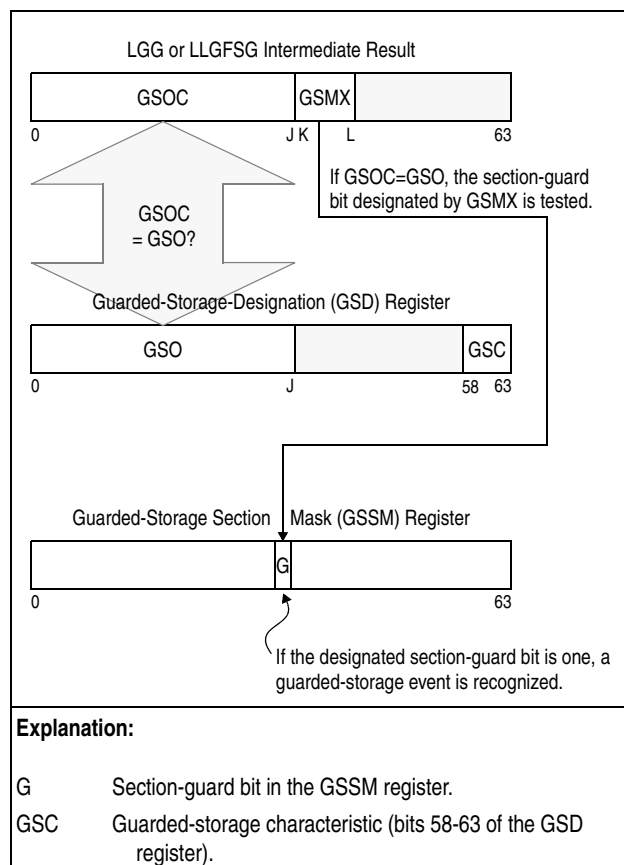 LGG or LLGFSG Intermediate Result
GSOC GSMX
0 J K L 63
If GSOC=GSO, the section-guard
bit designated by GSMX is tested.
GSOC
= GSO?
Guarded-Storage-Designation (GSD) Register
GSO GSC
0 J 58 63
Guarded-Storage Section Mask (GSSM) Register
G
0 63
If the designated section-guard bit is one, a
guarded-storage event is recognized.
Explanation:
G Section-guard bit in the GSSM register.
GSC Guarded-storage characteristic (bits 58-63 of the GSD
register).